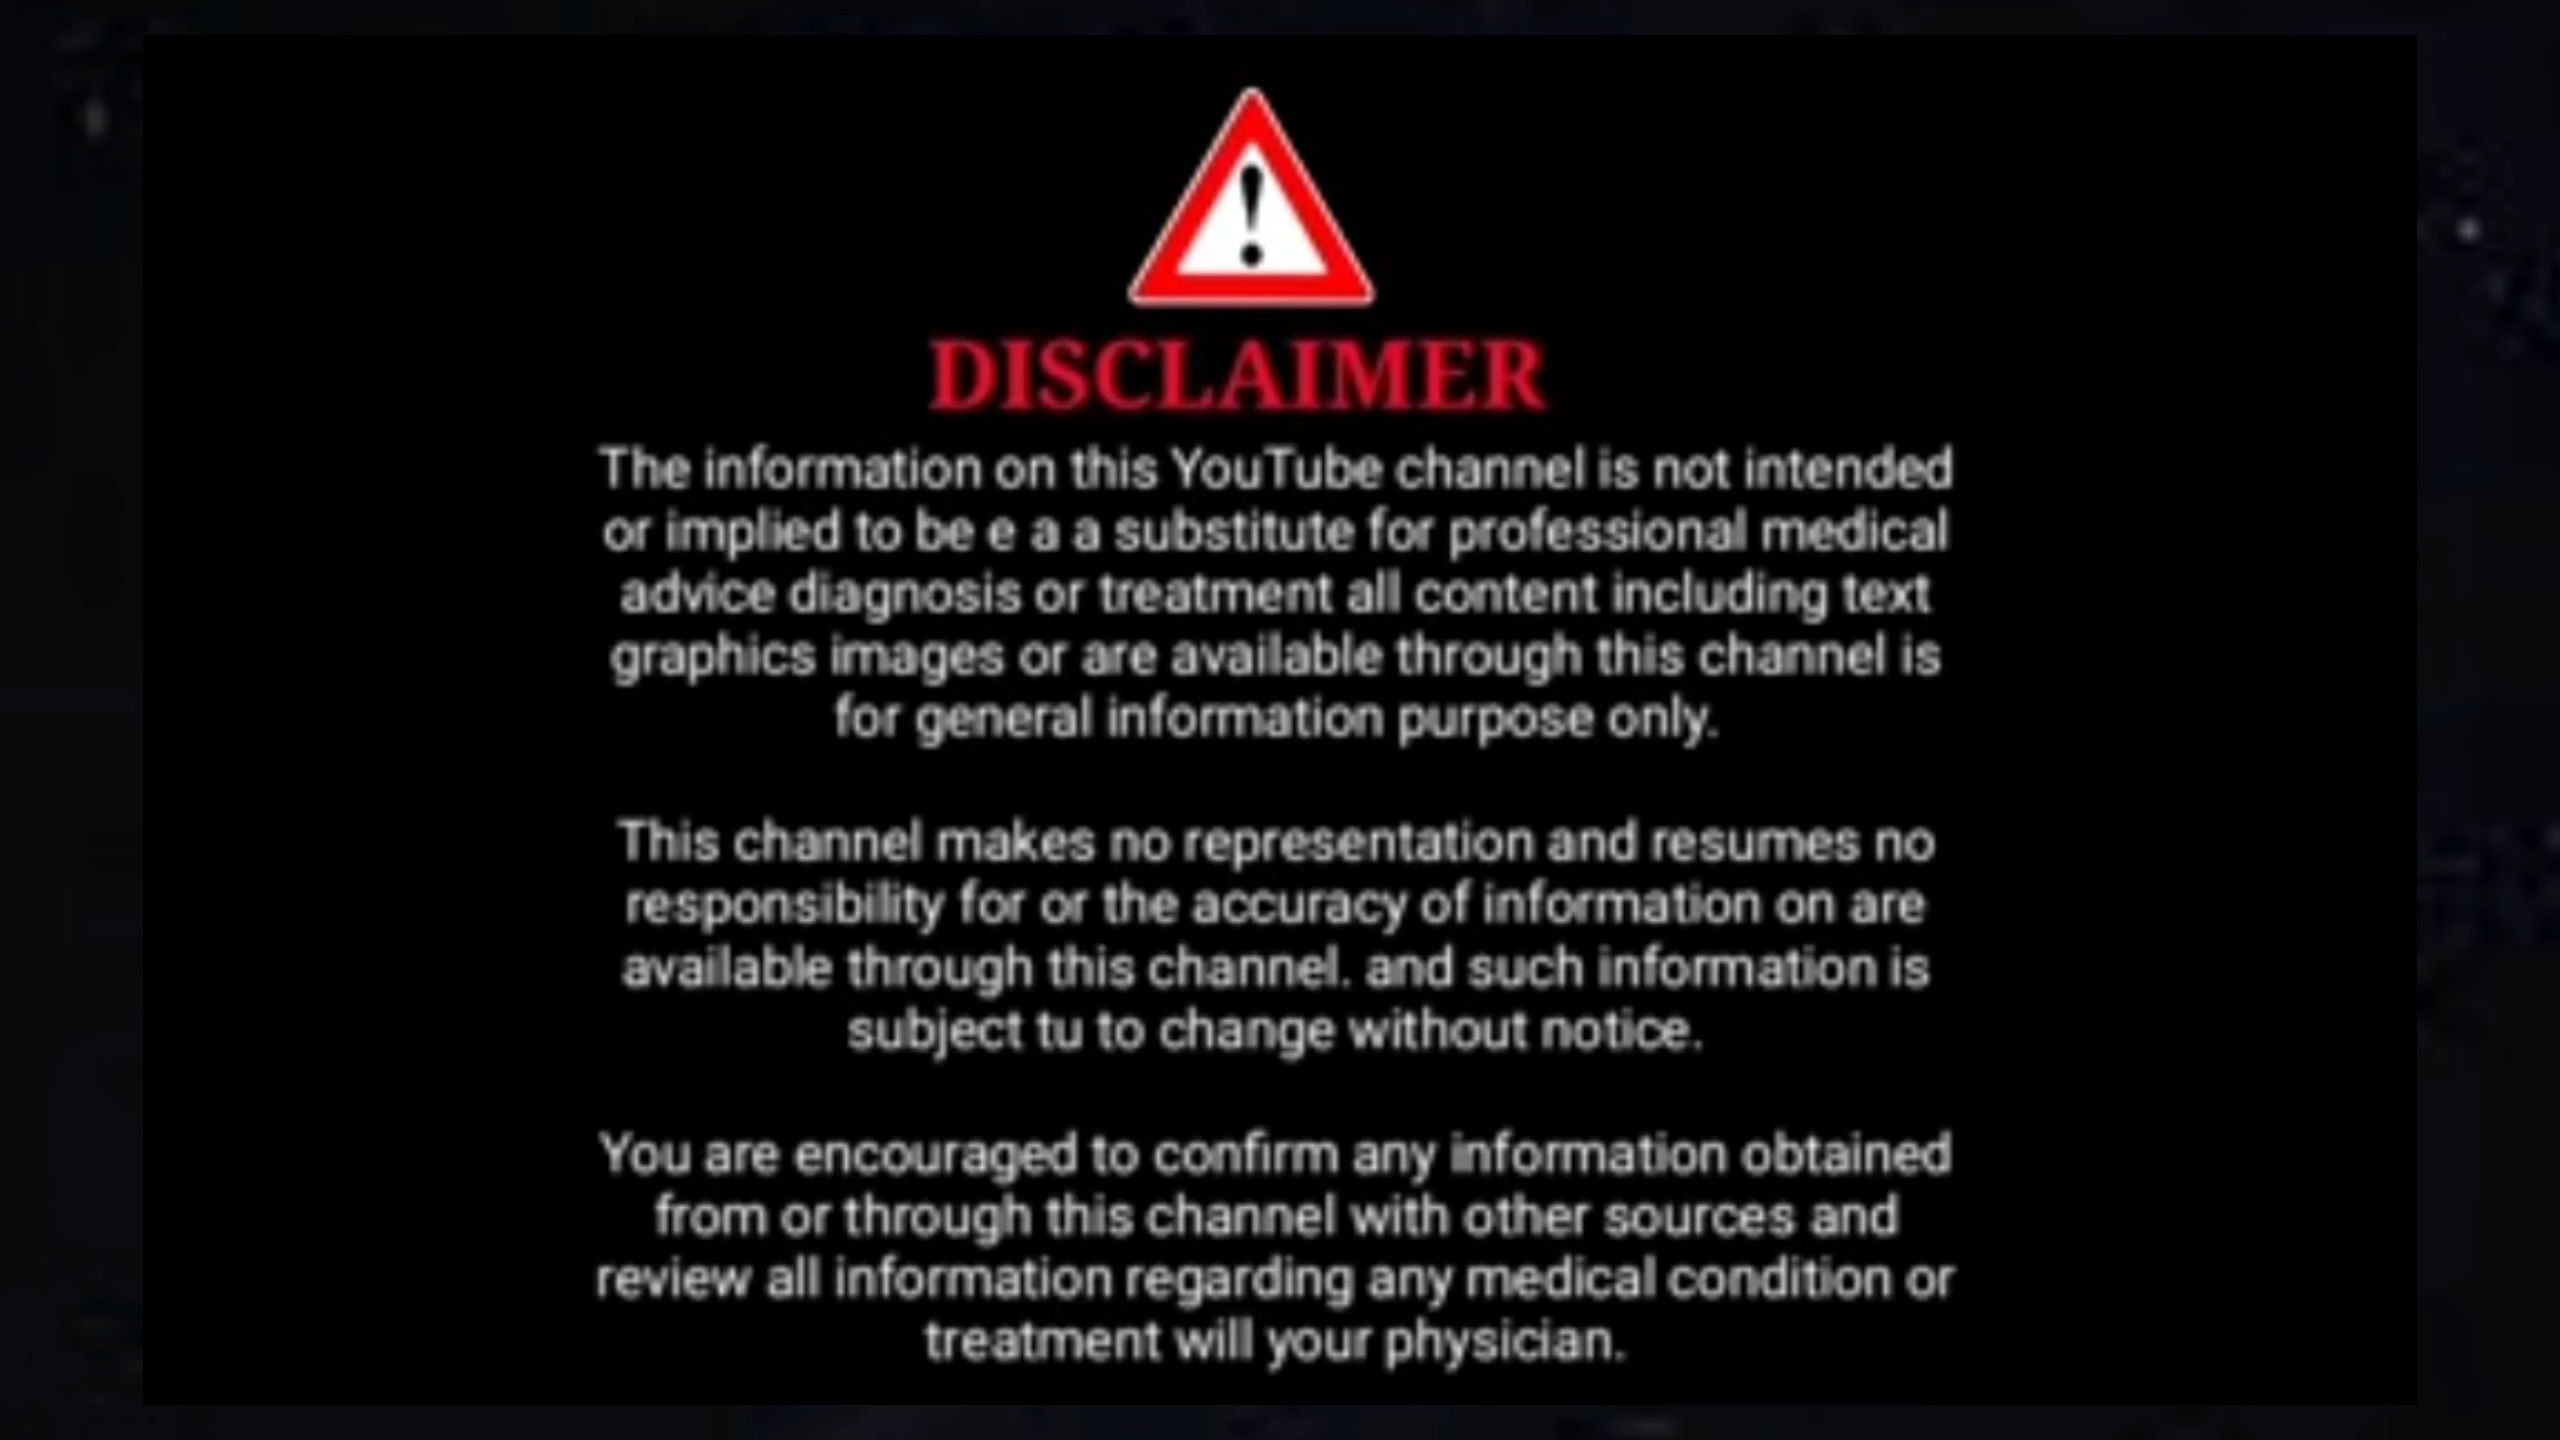 !
DISCLAIMER
The information on this YouTube channel is not intended
or implied to be e a a substitute for professional medical
advice diagnosis or treatment all content including text
graphics images or are available through this channel is
for general information purpose only.
This channel makes no representation and resumes no
responsibility for or the accuracy of information on are
available through this channel. and such information is
subject tu to change without notice.
You are encouraged to confirm any information obtained
from or through this channel with other sources and
review all information regarding any medical condition or
treatment will your physician.